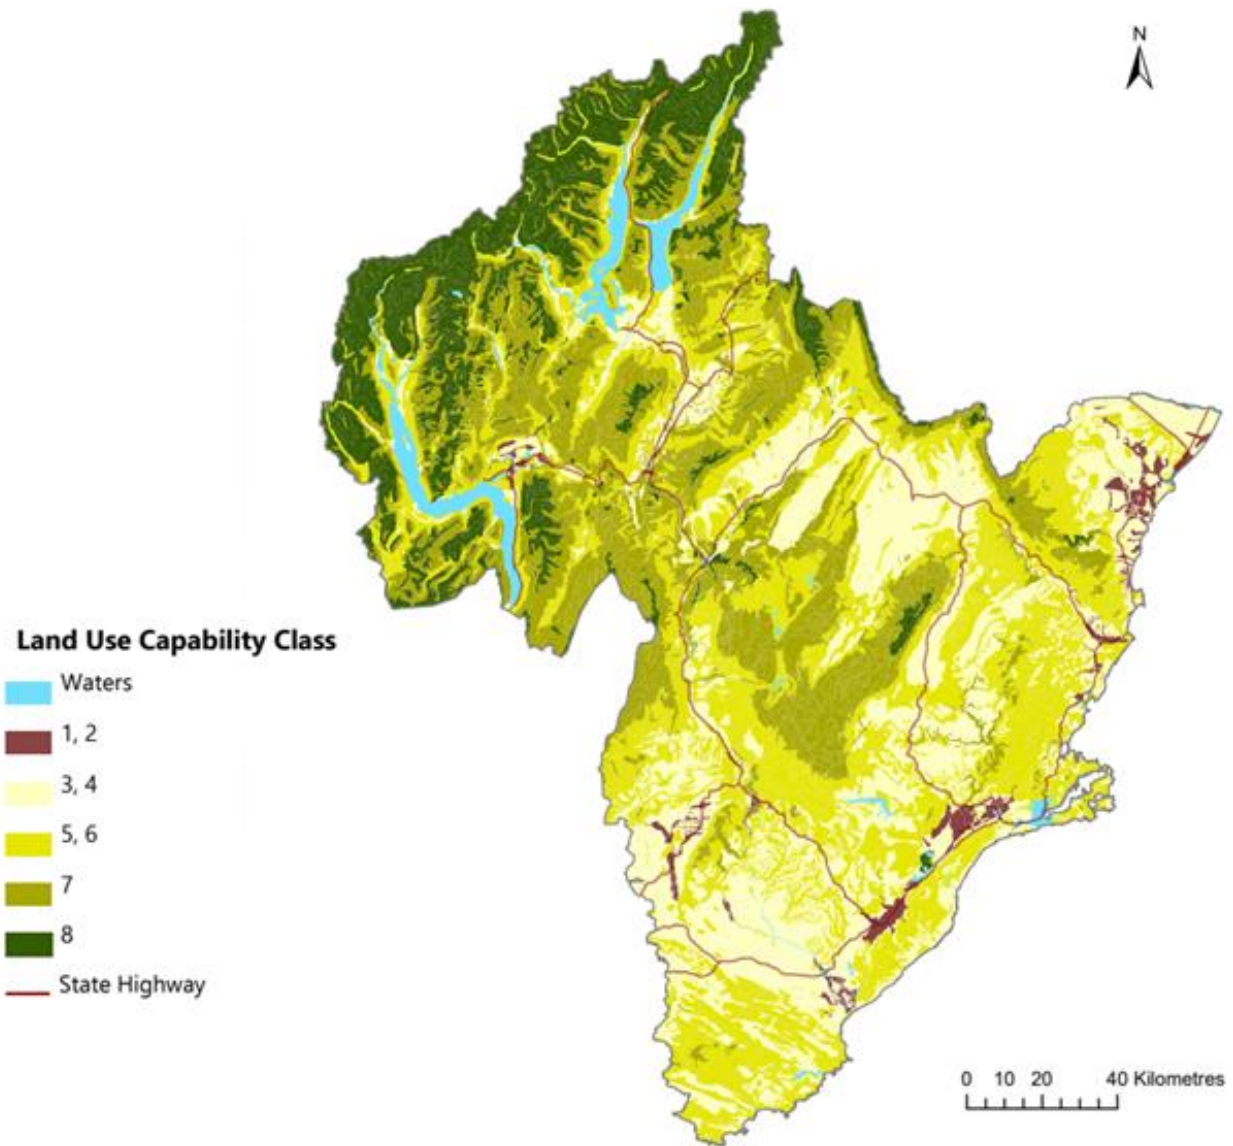 N
Land Use Capability Class
Waters
1, 2
3, 4
5, 6
7
8
State Highway
0 10 20 40 Kilometres